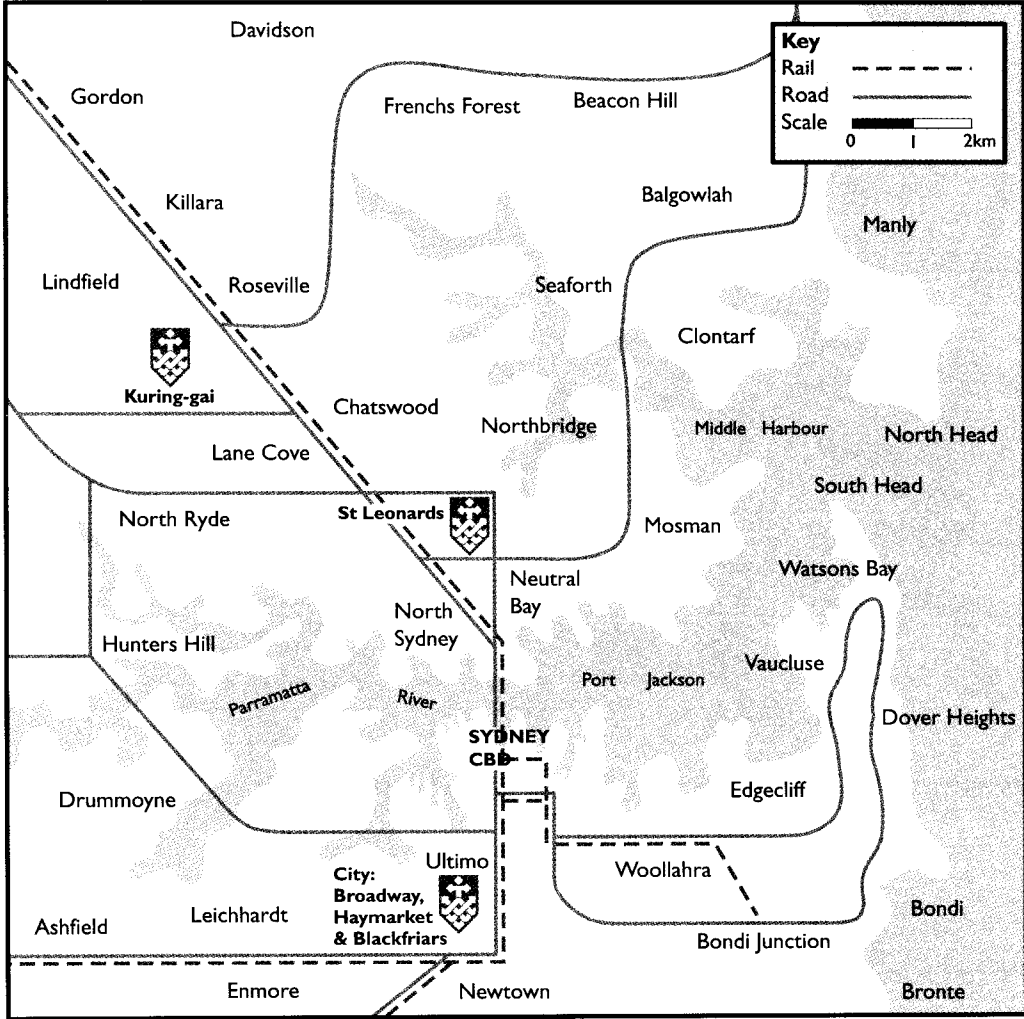 Davidson
Key
Rail
Road
Scale
0 1 2km
Gordon
Frenchs Forest
Beacon Hill
Killara
Balgowlah
Manly
Lindfield
Roseville
Seaforth
Clontarf
Kuring-gai
Chatswood
Northbridge
Middle Harbour
North Head
Lane Cove
South Head
North Ryde
St Leonards
Mosman
Watsons Bay
Neutral
Bay
North
Sydney
Hunters Hill
Vaucluse
Port Jackson
Parramatta
River
Dover Heights
SYDNEY
CBD
Drummoyne
Edgecliff
Ultimo
City:
Broadway,
Haymarket
& Blackfriars
Woollahra
Leichhardt
Ashfield
Bondi
Bondi Junction
Enmore
Newtown
Bronte